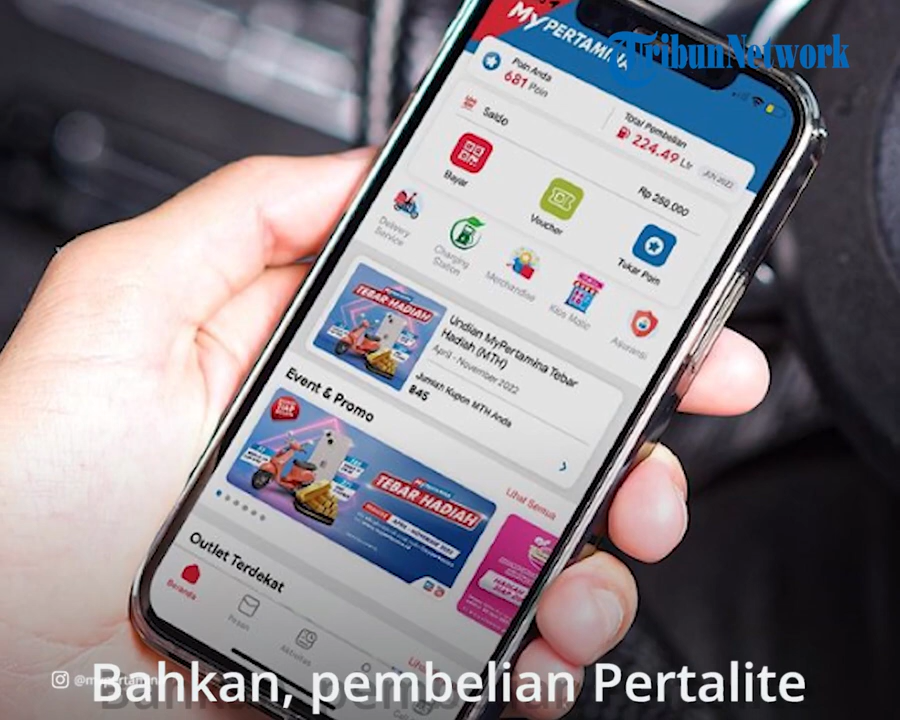 TribunNetwork
MyPERTAMINA
Poin Anda
681 Poin
Total Pembelian
224.49 Ltr
JUN 2022
Saldo
Rp 250.000
Bayar
Voucher
Tukar Poin
Delivery
Service
Charging
Station
Merchandise
Asuransi
TEBAR HADIAH
Undian MyPertamina Tebar
Hadiah (MTH)
April - November 2022
Jumlah Kupon MTH Anda
845
Event & Promo
Lihat Semua
TEBAR HADIAH
Outlet Terdekat
Beranda
Pesan
Aktivitas
Bahkan, pembelian Pertalite